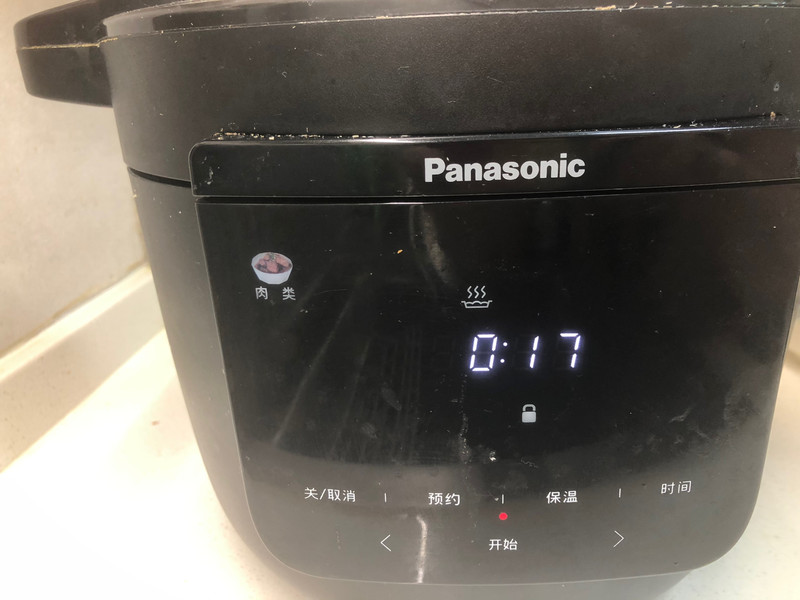 Panasonic
肉 类
0:17
关/取消 | 预约 | 保温 | 时间
< 开始 >